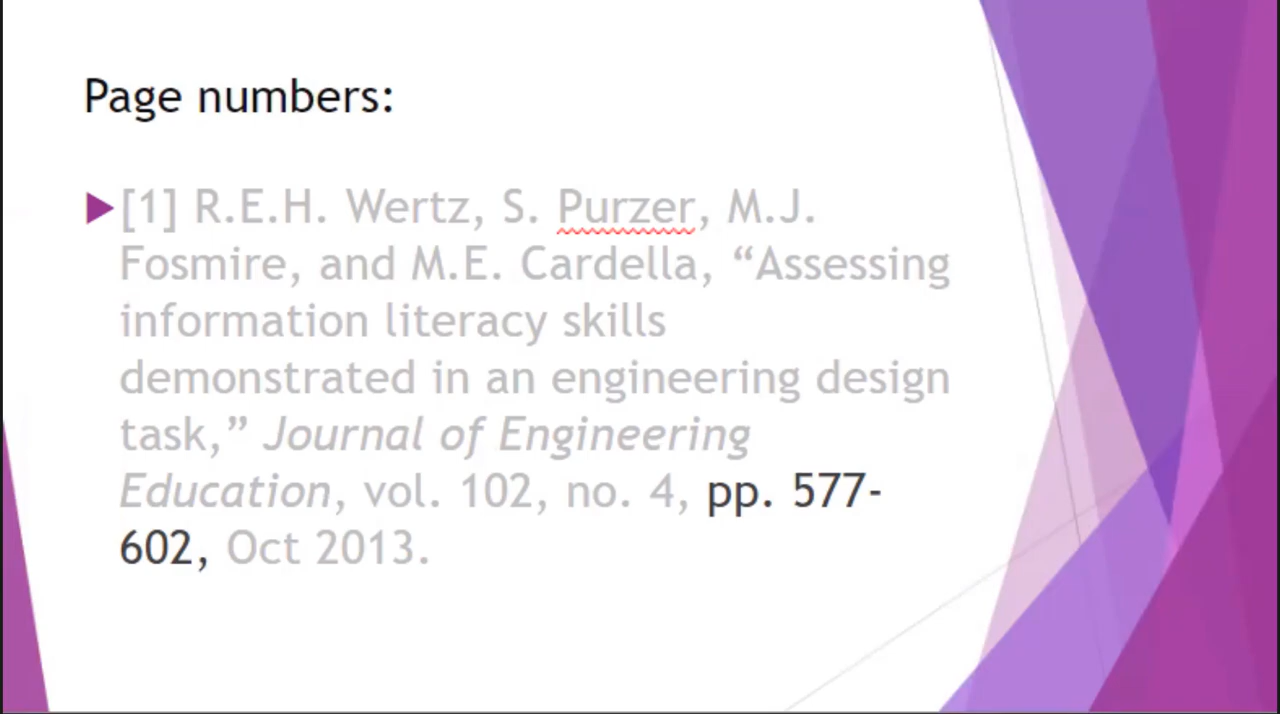 Page numbers:
[1] R.E.H. Wertz, S. Purzer, M.J.
Fosmire, and M.E. Cardella, “Assessing
information literacy skills
demonstrated in an engineering design
task,” Journal of Engineering
Education, vol. 102, no. 4, pp. 577-
602, Oct 2013.